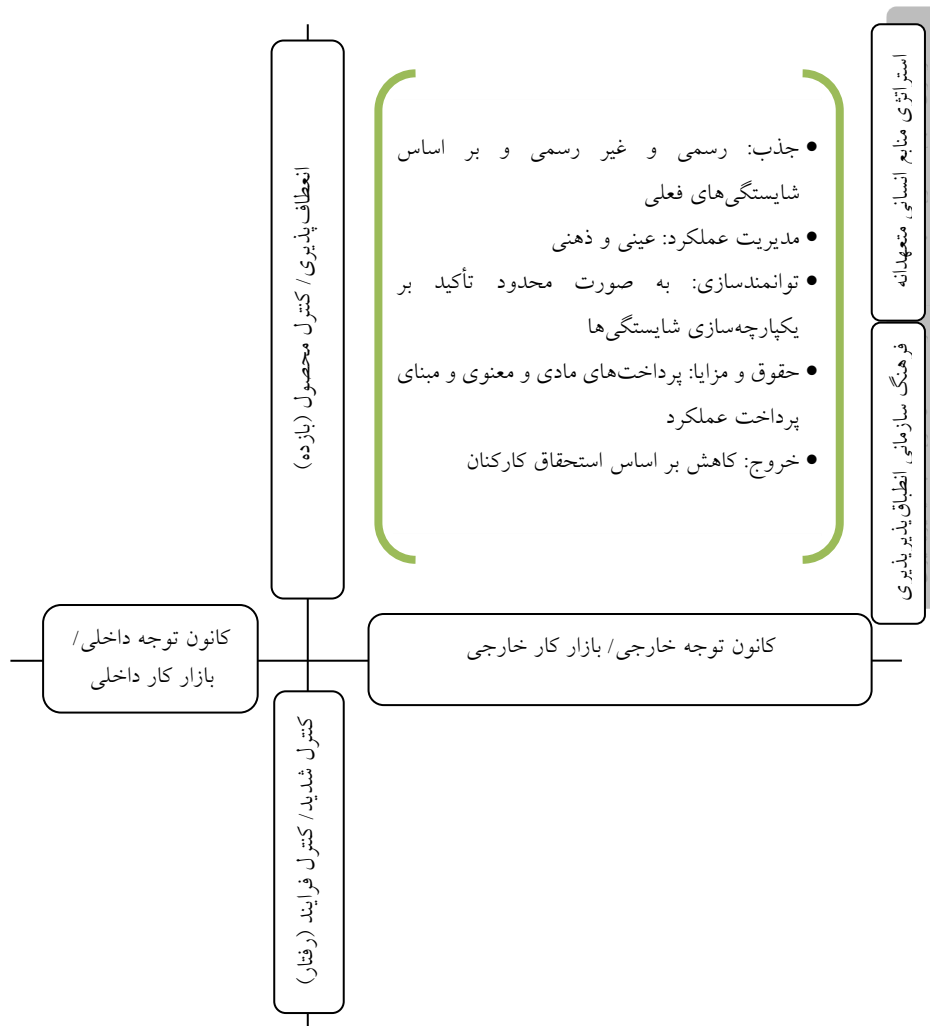 استراتژی منابع انسانی متعهدانه
فرهنگ سازمانی انطباق‌پذیر پذیری
انعطاف‌پذیری/ کنترل محصول (بازده)
• جذب: رسمی و غیر رسمی و بر اساس
شایستگی‌های فعلی
• مدیریت عملکرد: عینی و ذهنی
• توانمندسازی: به صورت محدود تأکید بر
یکپارچه‌سازی شایستگی‌ها
• حقوق و مزایا: پرداخت‌های مادی و معنوی و مبنای
پرداخت عملکرد
• خروج: کاهش بر اساس استحقاق کارکنان
کانون توجه خارجی/ بازار کار خارجی
کانون توجه داخلی/
بازار کار داخلی
کنترل شدید/ کنترل فرایند (رفتار)